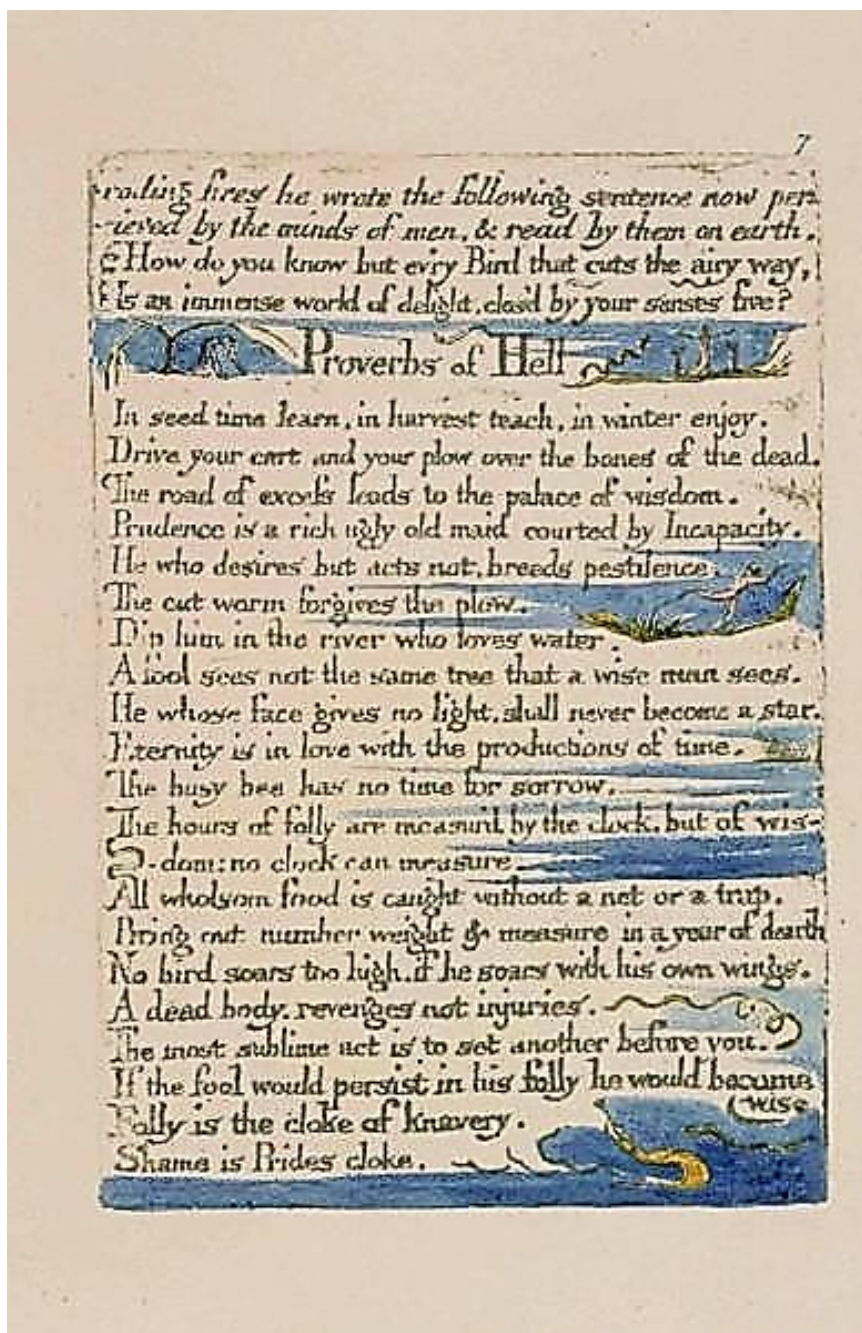 7
roding fires he wrote the following sentence now per
cieved by the minds of men, & read by them on earth.
How do you know but ev'ry Bird that cuts the airy way,
Is an immense world of delight, clos'd by your senses five?
Proverbs of Hell
In seed time learn, in harvest teach, in winter enjoy.
Drive your cart and your plow over the bones of the dead.
The road of excess leads to the palace of wisdom.
Prudence is a rich ugly old maid courted by Incapacity.
He who desires but acts not, breeds pestilence.
The cut worm forgives the plow.
Dip him in the river who loves water.
A fool sees not the same tree that a wise man sees.
He whose face gives no light, shall never become a star.
Eternity is in love with the productions of time.
The busy bee has no time for sorrow.
The hours of folly are measur'd by the clock, but of wis-
-dom: no clock can measure.
All wholsom food is caught without a net or a trap.
Bring out number weight & measure in a year of dearth
No bird soars too high, if he soars with his own wings.
A dead body, revenges not injuries.
The most sublime act is to set another before you.
If the fool would persist in his folly he would become
(wise
Folly is the cloke of knavery.
Shame is Prides cloke.